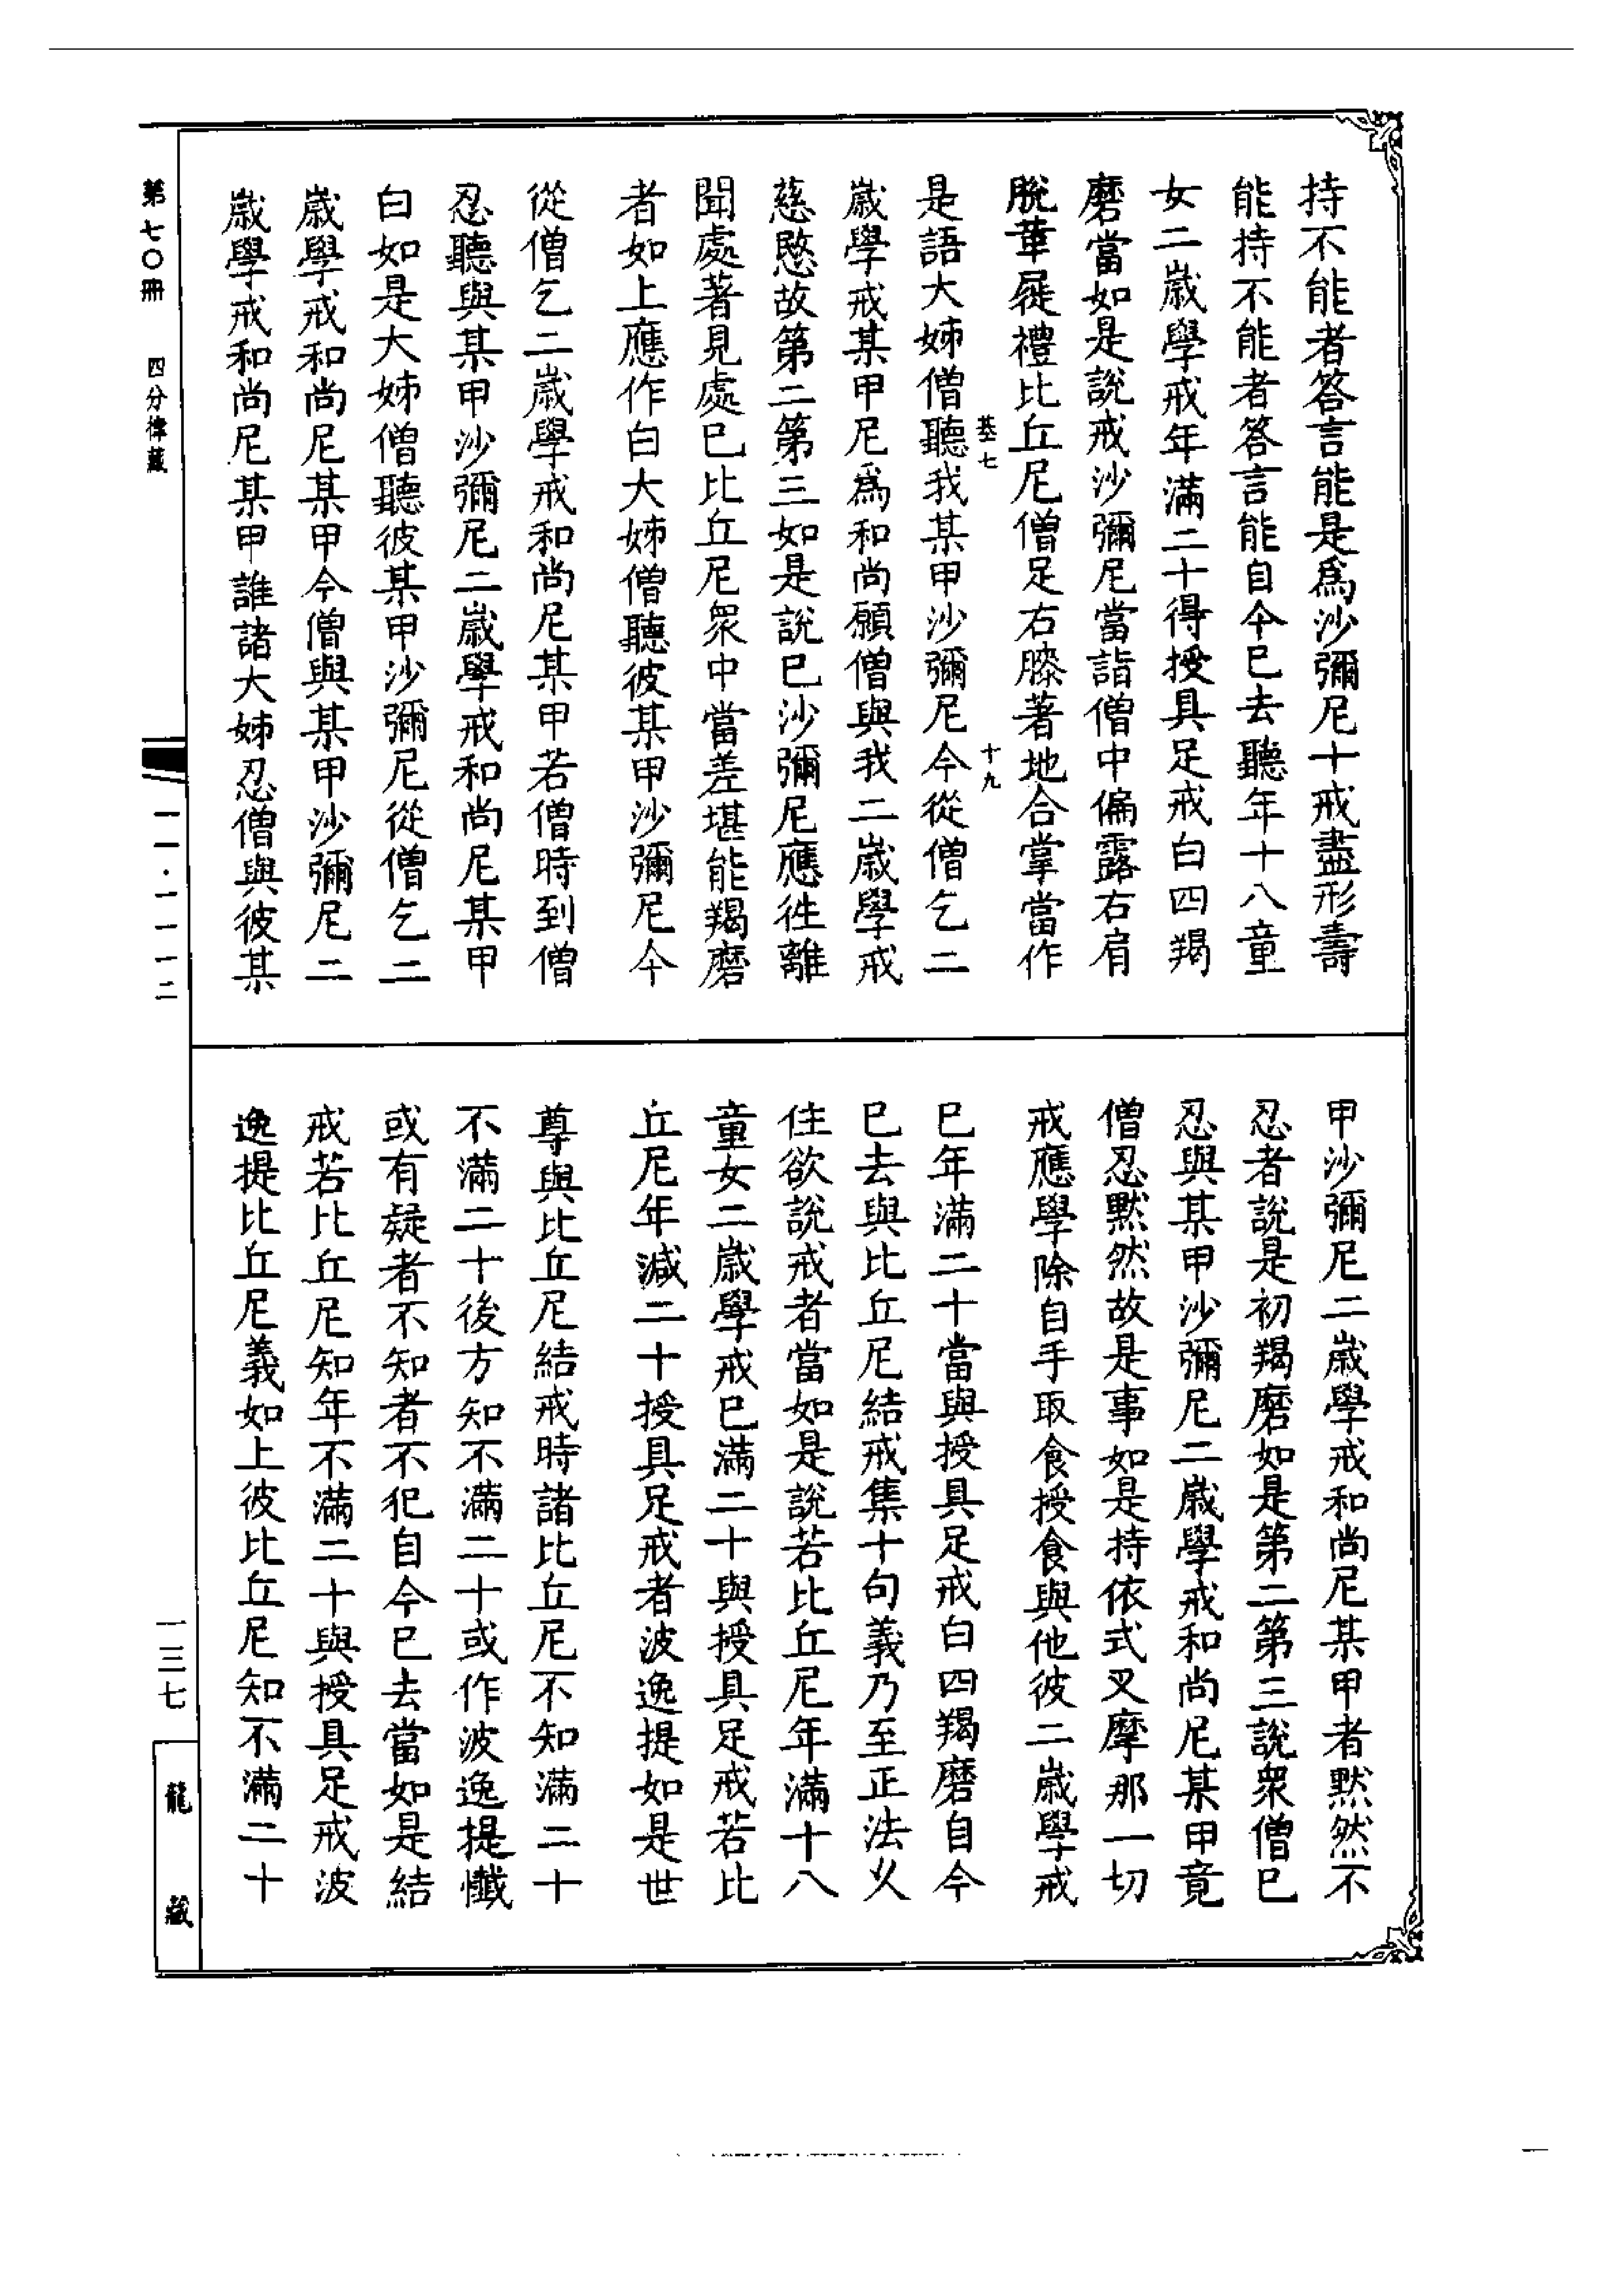 持不能者答言能是為沙彌尼十戒盡形壽
能持不能者答言能自今已去聽年十八童
女二歲學戒年滿二十得授具足戒白四羯
磨當如是說戒沙彌尼當詣僧中偏露右肩
脫革屣禮比丘尼僧足右膝著地合掌當作
是語大姊僧聽我某甲沙彌尼今從僧乞二
基七 十九
歲學戒某甲尼為和尚願僧與我二歲學戒
慈愍故第二第三如是說已沙彌尼應往離
聞處著見處已比丘尼眾中當差堪能羯磨
者如上應作白大姊僧聽彼某甲沙彌尼今
從僧乞二歲學戒和尚尼某甲若僧時到僧
忍聽與某甲沙彌尼二歲學戒和尚尼某甲
白如是大姊僧聽彼某甲沙彌尼從僧乞二
歲學戒和尚尼某甲今僧與某甲沙彌尼二
歲學戒和尚尼某甲誰諸大姊忍僧與彼某
甲沙彌尼二歲學戒和尚尼某甲者默然不
忍者說是初羯磨如是第二第三說眾僧已
忍與某甲沙彌尼二歲學戒和尚尼某甲竟
僧忍默然故是事如是持依式叉摩那一切
戒應學除自手取食授食與他彼二歲學戒
已年滿二十當與授具足戒白四羯磨自今
已去與比丘尼結戒集十句義乃至正法久
住欲說戒者當如是說若比丘尼年滿十八
童女二歲學戒已滿二十與授具足戒若比
丘尼年減二十授具足戒者波逸提如是世
尊與比丘尼結戒時諸比丘尼不知滿二十
不滿二十後方知不滿二十或作波逸提懺
或有疑者不知者不犯自今已去當如是結
戒若比丘尼知年不滿二十與授具足戒波
逸提比丘尼義如上彼比丘尼知不滿二十
第七〇冊 四分律藏
一一·一一一二
一三七
龍藏